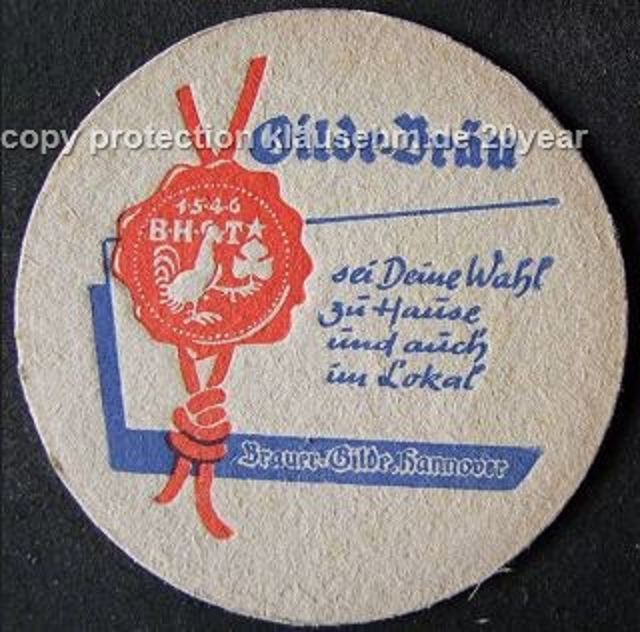 copy protection klausehm.de 20year
Gilde-Bräu
1546
B·H·G·T
sei Deine Wahl
zu Hause
und auch
im Lokal
Brauer-Gilde, Hannover